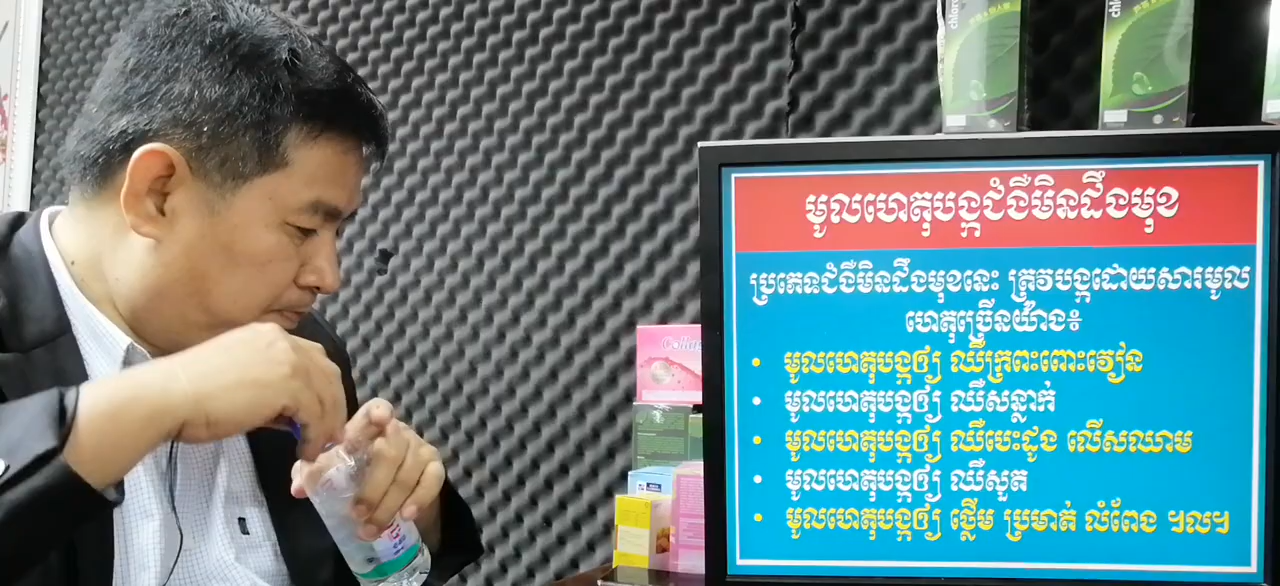 មូលហេតុបង្កជំងឺមិនដឹងមុខ
ប្រភេទជំងឺមិនដឹងមុខនេះ ត្រូវបង្កដោយសារមូល
ហេតុច្រើនយ៉ាង៖
• មូលហេតុបង្កឲ្យ ឈឺក្រពះពោះវៀន
• មូលហេតុបង្កឲ្យ ឈឺសន្លាក់
• មូលហេតុបង្កឲ្យ ឈឺបេះដូង លើសឈាម
• មូលហេតុបង្កឲ្យ ឈឺសួត
• មូលហេតុបង្កឲ្យ ថ្លើម ប្រមាត់ លំពែង ៕ល៕